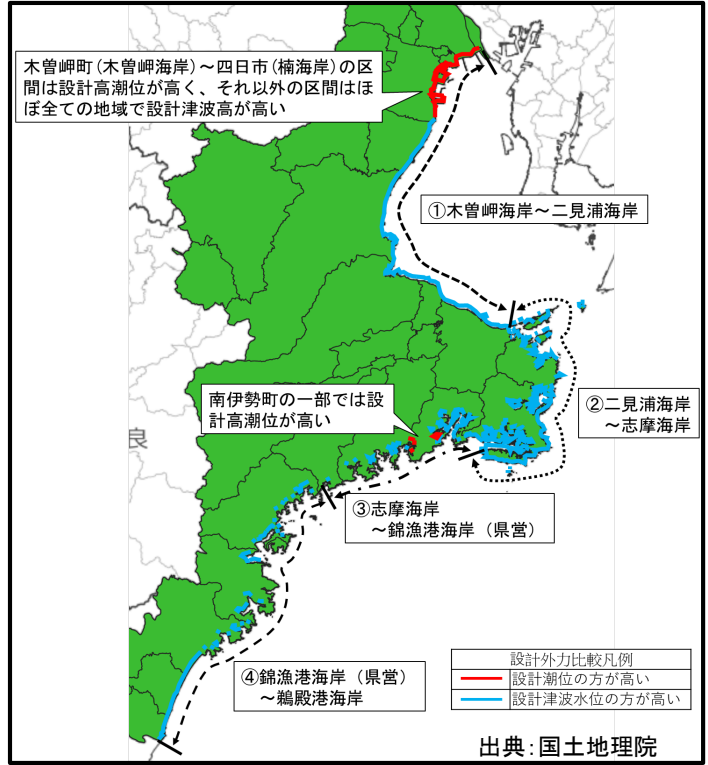 木曽岬町(木曽岬海岸)～四日市(楠海岸)の区
間は設計高潮位が高く、それ以外の区間はほ
ぼ全ての地域で設計津波高が高い
①木曽岬海岸～二見浦海岸
南伊勢町の一部では設
計高潮位が高い
②二見浦海岸
～志摩海岸
良
③志摩海岸
～錦漁港海岸（県営）
④錦漁港海岸（県営）
～鵜殿港海岸
設計外力比較凡例
設計潮位の方が高い
設計津波水位の方が高い
出典：国土地理院